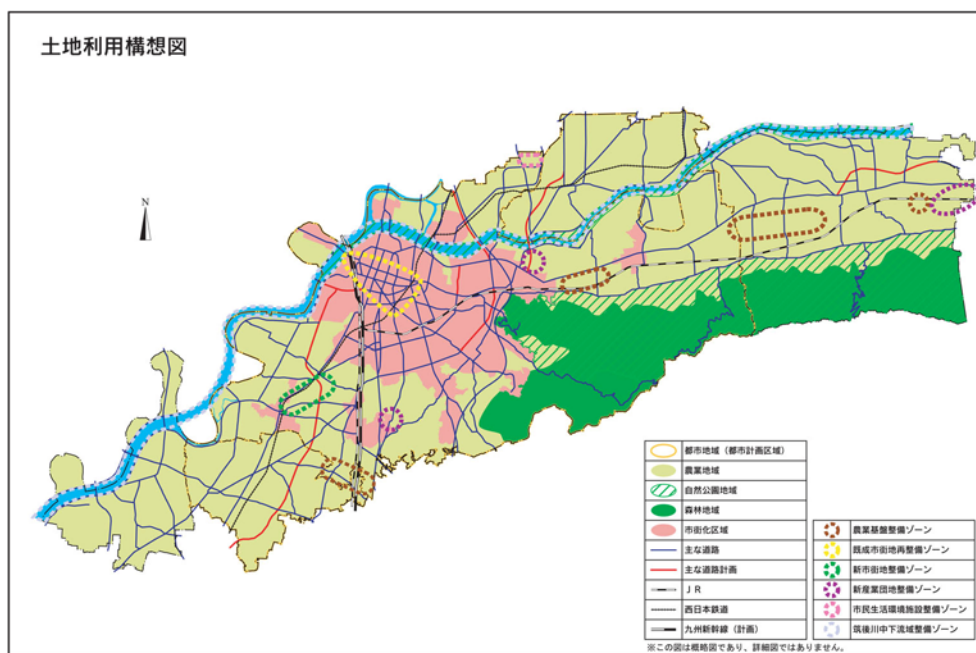 土地利用構想図
N
都市地域(都市計画区域)
農業地域
自然公園地域
森林地域
市街化区域
主な道路
主な道路計画
JR
西日本鉄道
九州新幹線(計画)
農業基盤整備ゾーン
既成市街地再整備ゾーン
新市街地整備ゾーン
新産業団地整備ゾーン
市民生活環境施設整備ゾーン
筑後川中下流域整備ゾーン
※この図は概略図であり、詳細図ではありません。